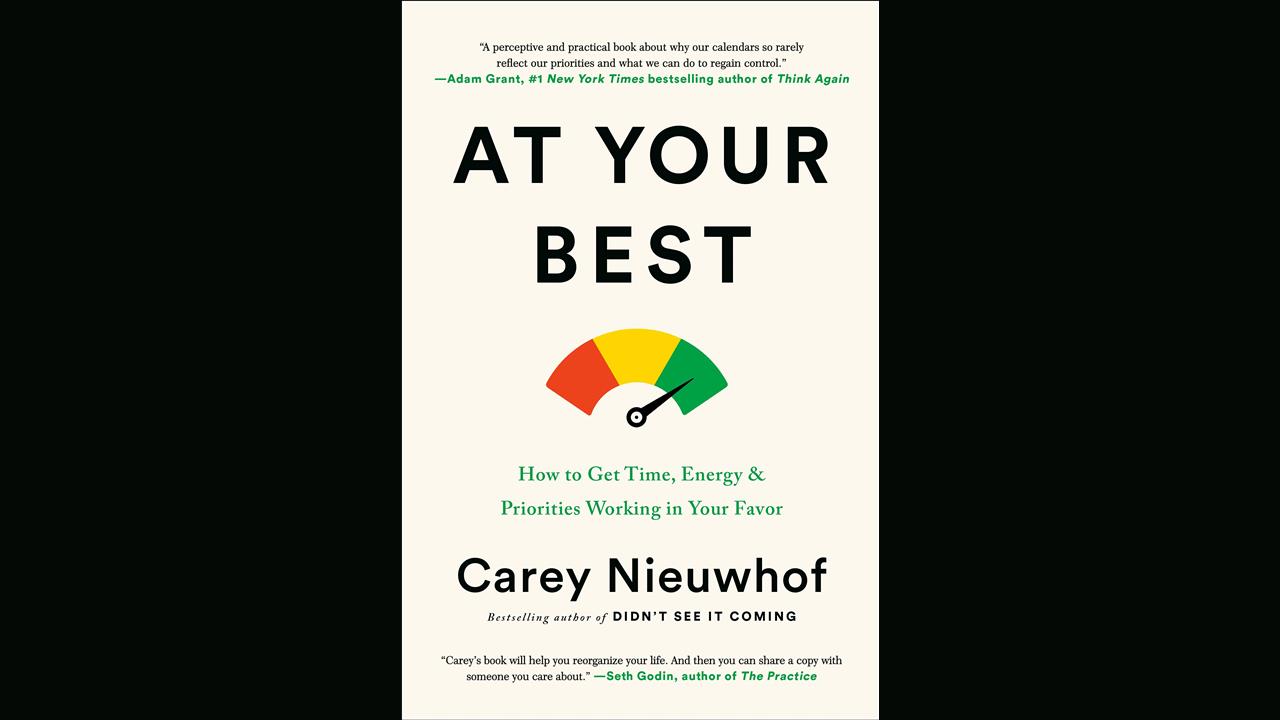 “A perceptive and practical book about why our calendars so rarely
reflect our priorities and what we can do to regain control.”
—Adam Grant, #1 New York Times bestselling author of Think Again
AT YOUR
BEST
How to Get Time, Energy &
Priorities Working in Your Favor
Carey Nieuwhof
Bestselling author of DIDN’T SEE IT COMING
“Carey’s book will help you reorganize your life. And then you can share a copy with
someone you care about.” —Seth Godin, author of The Practice